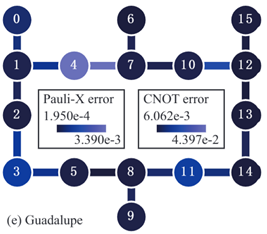 0 6 15
1 4 7 10 12
Pauli-X error CNOT error
1.950e-4 6.062e-3
2 13
3.390e-3 4.397e-2
3 5 8 11 14
(e) Guadalupe 9